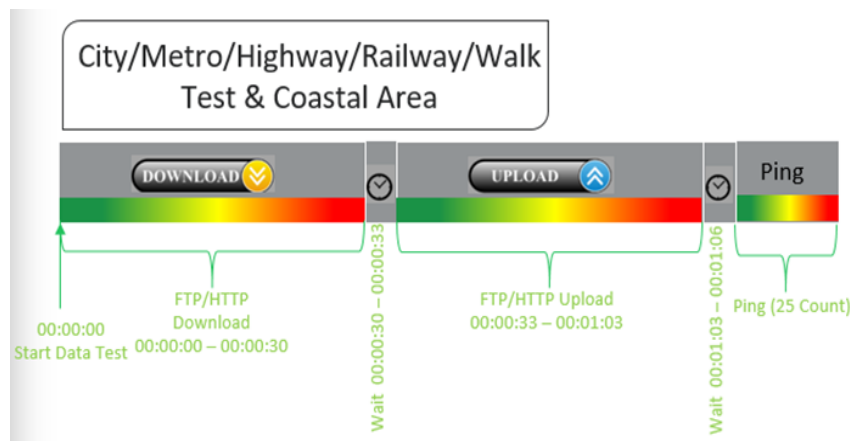 City/Metro/Highway/Railway/Walk
Test & Coastal Area
DOWNLOAD
UPLOAD
Ping
00:00:00
Start Data Test
FTP/HTTP
Download
00:00:00 – 00:00:30
Wait 00:00:30 – 00:00:33
FTP/HTTP Upload
00:00:33 – 00:01:03
Wait 00:01:03 – 00:01:06
Ping (25 Count)